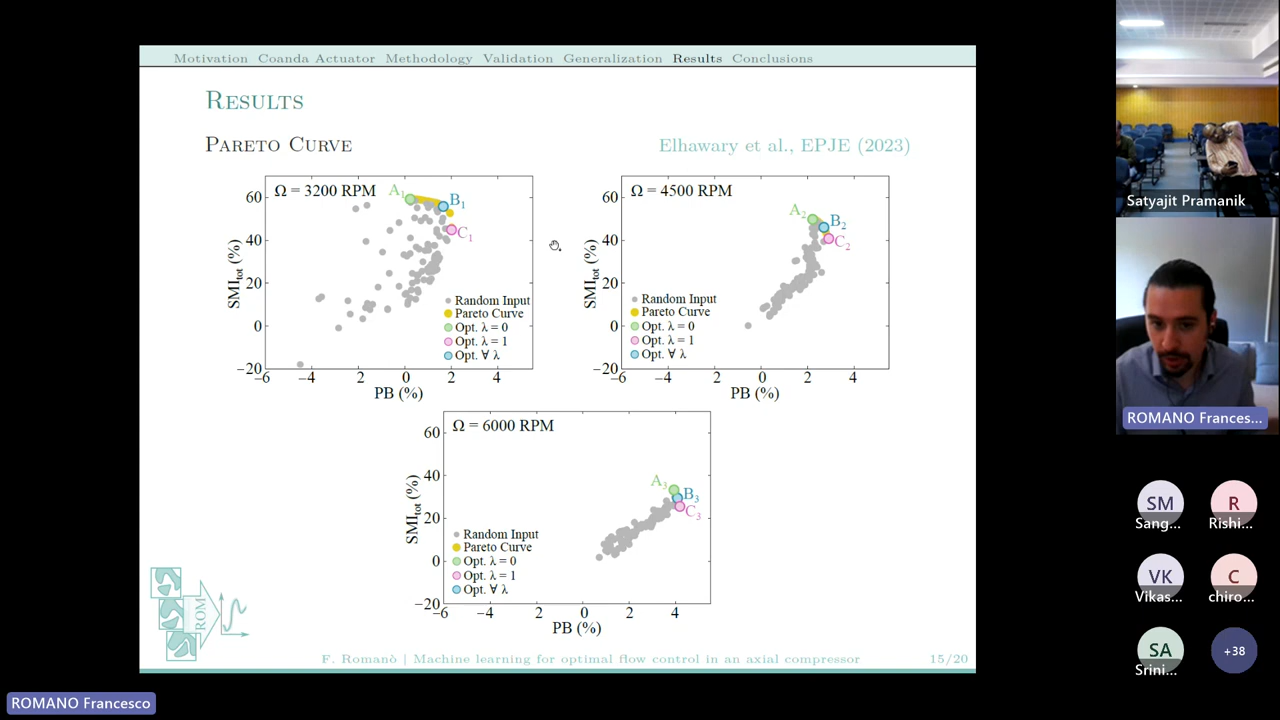 Motivation Coanda Actuator Methodology Validation Generalization Results Conclusions
Results
Pareto Curve
Elhawary et al., EPJE (2023)
Ω = 3200 RPM
A1
B1
C1
60
40
20
0
−20
SMItot (%)
Random Input
Pareto Curve
Opt. λ = 0
Opt. λ = 1
Opt. ∀ λ
−6 −4 −2 0 2 4
PB (%)
Ω = 4500 RPM
A2
B2
C2
60
40
20
0
−20
SMItot (%)
Random Input
Pareto Curve
Opt. λ = 0
Opt. λ = 1
Opt. ∀ λ
−6 −4 2 0 2 4
PB (%)
Ω = 6000 RPM
A3
B3
C3
60
40
20
0
−20
SMItot (%)
Random Input
Pareto Curve
Opt. λ = 0
Opt. λ = 1
Opt. ∀ λ
−6 −4 2 0 2 4
PB (%)
ROM
F. Romanò | Machine learning for optimal flow control in an axial compressor
15/20
Satyajit Pramanik
ROMANO Frances...
SM
Sang...
R
Rishi...
VK
Vikas...
C
chiro...
SA
Srini...
+38
ROMANO Francesco